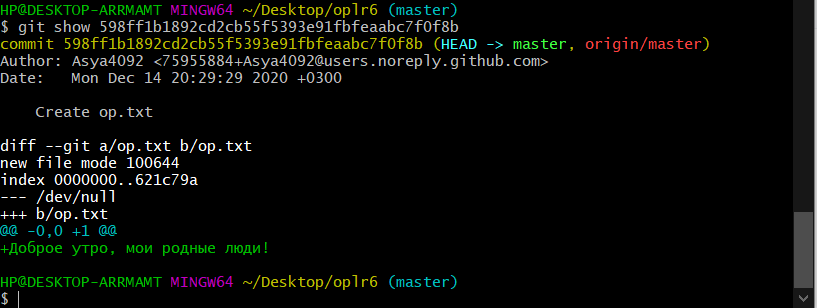 HP@DESKTOP-ARRMAMT MINGW64 ~/Desktop/oplr6 (master)
$ git show 598ff1b1892cd2cb55f5393e91fbfeaabc7f0f8b
commit 598ff1b1892cd2cb55f5393e91fbfeaabc7f0f8b (HEAD -> master, origin/master)
Author: Asya4092 <75955884+Asya4092@users.noreply.github.com>
Date:   Mon Dec 14 20:29:29 2020 +0300
    Create op.txt
diff --git a/op.txt b/op.txt
new file mode 100644
index 0000000..621c79a
--- /dev/null
+++ b/op.txt
@@ -0,0 +1 @@
+Доброе утро, мои родные люди!
HP@DESKTOP-ARRMAMT MINGW64 ~/Desktop/oplr6 (master)
$